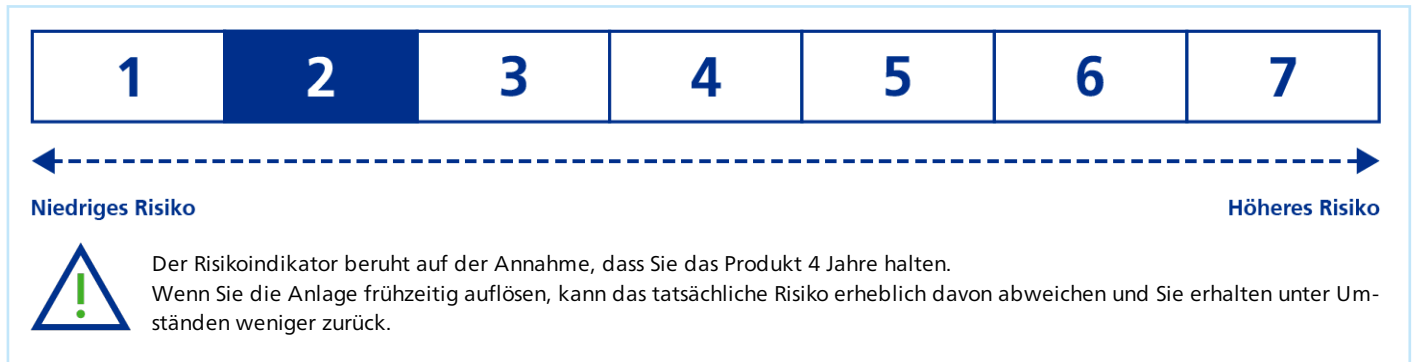 1 2 3 4 5 6 7
Niedriges Risiko Höheres Risiko
Der Risikoindikator beruht auf der Annahme, dass Sie das Produkt 4 Jahre halten.
Wenn Sie die Anlage frühzeitig auflösen, kann das tatsächliche Risiko erheblich davon abweichen und Sie erhalten unter Um-
ständen weniger zurück.